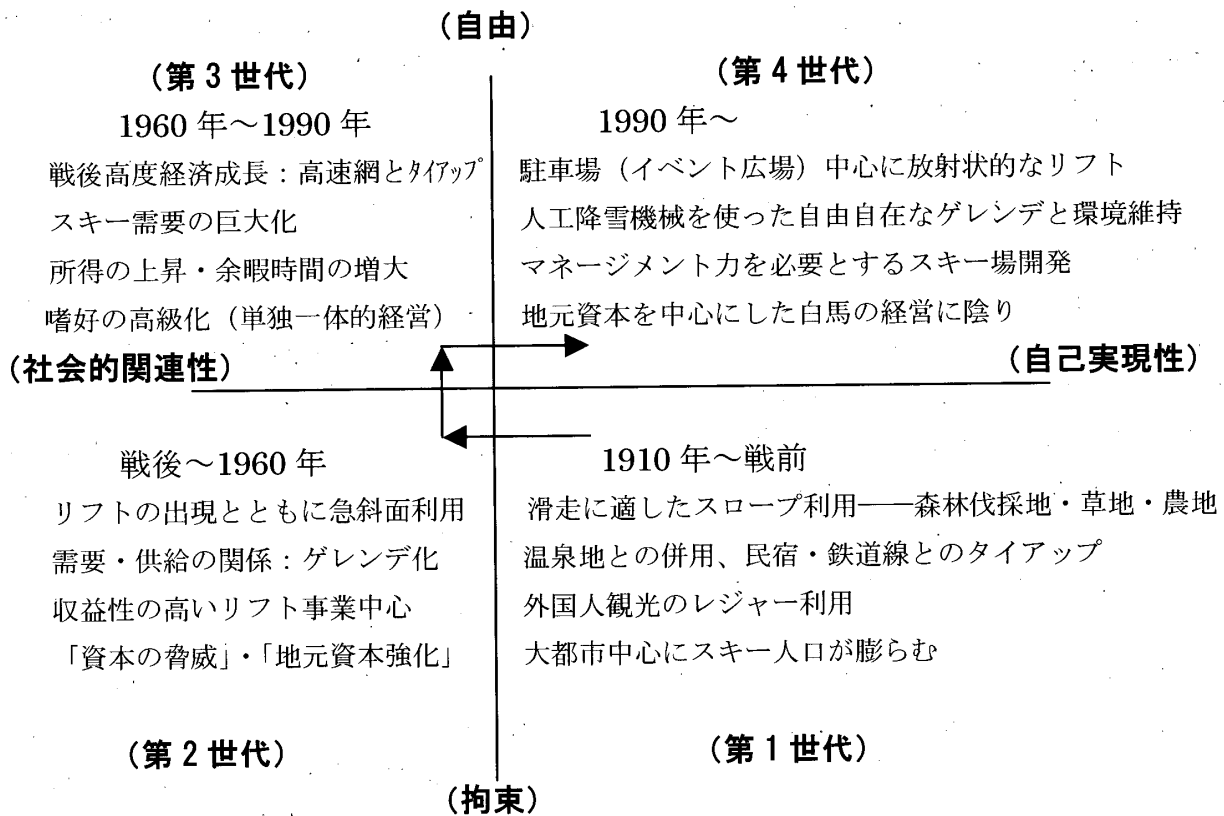 (自由)
(第3世代)
1960年～1990年
戦後高度経済成長：高速網とﾀｲｱｯﾌﾟ
スキー需要の巨大化
所得の上昇・余暇時間の増大
嗜好の高級化（単独一体的経営）
(第4世代)
1990年～
駐車場（イベント広場）中心に放射状的なリフト
人工降雪機械を使った自由自在なゲレンデと環境維持
マネージメント力を必要とするスキー場開発
地元資本を中心にした白馬の経営に陰り
(社会的関連性)
(自己実現性)
戦後～1960年
リフトの出現とともに急斜面利用
需要・供給の関係：ゲレンデ化
収益性の高いリフト事業中心
「資本の脅威」・「地元資本強化」
(第2世代)
1910年～戦前
滑走に適したスロープ利用――森林伐採地・草地・農地
温泉地との併用、民宿・鉄道線とのタイアップ
外国人観光のレジャー利用
大都市中心にスキー人口が膨らむ
(第1世代)
(拘束)